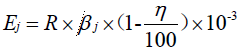 E_j = R × β_j × (1-η/100) × 10^-3